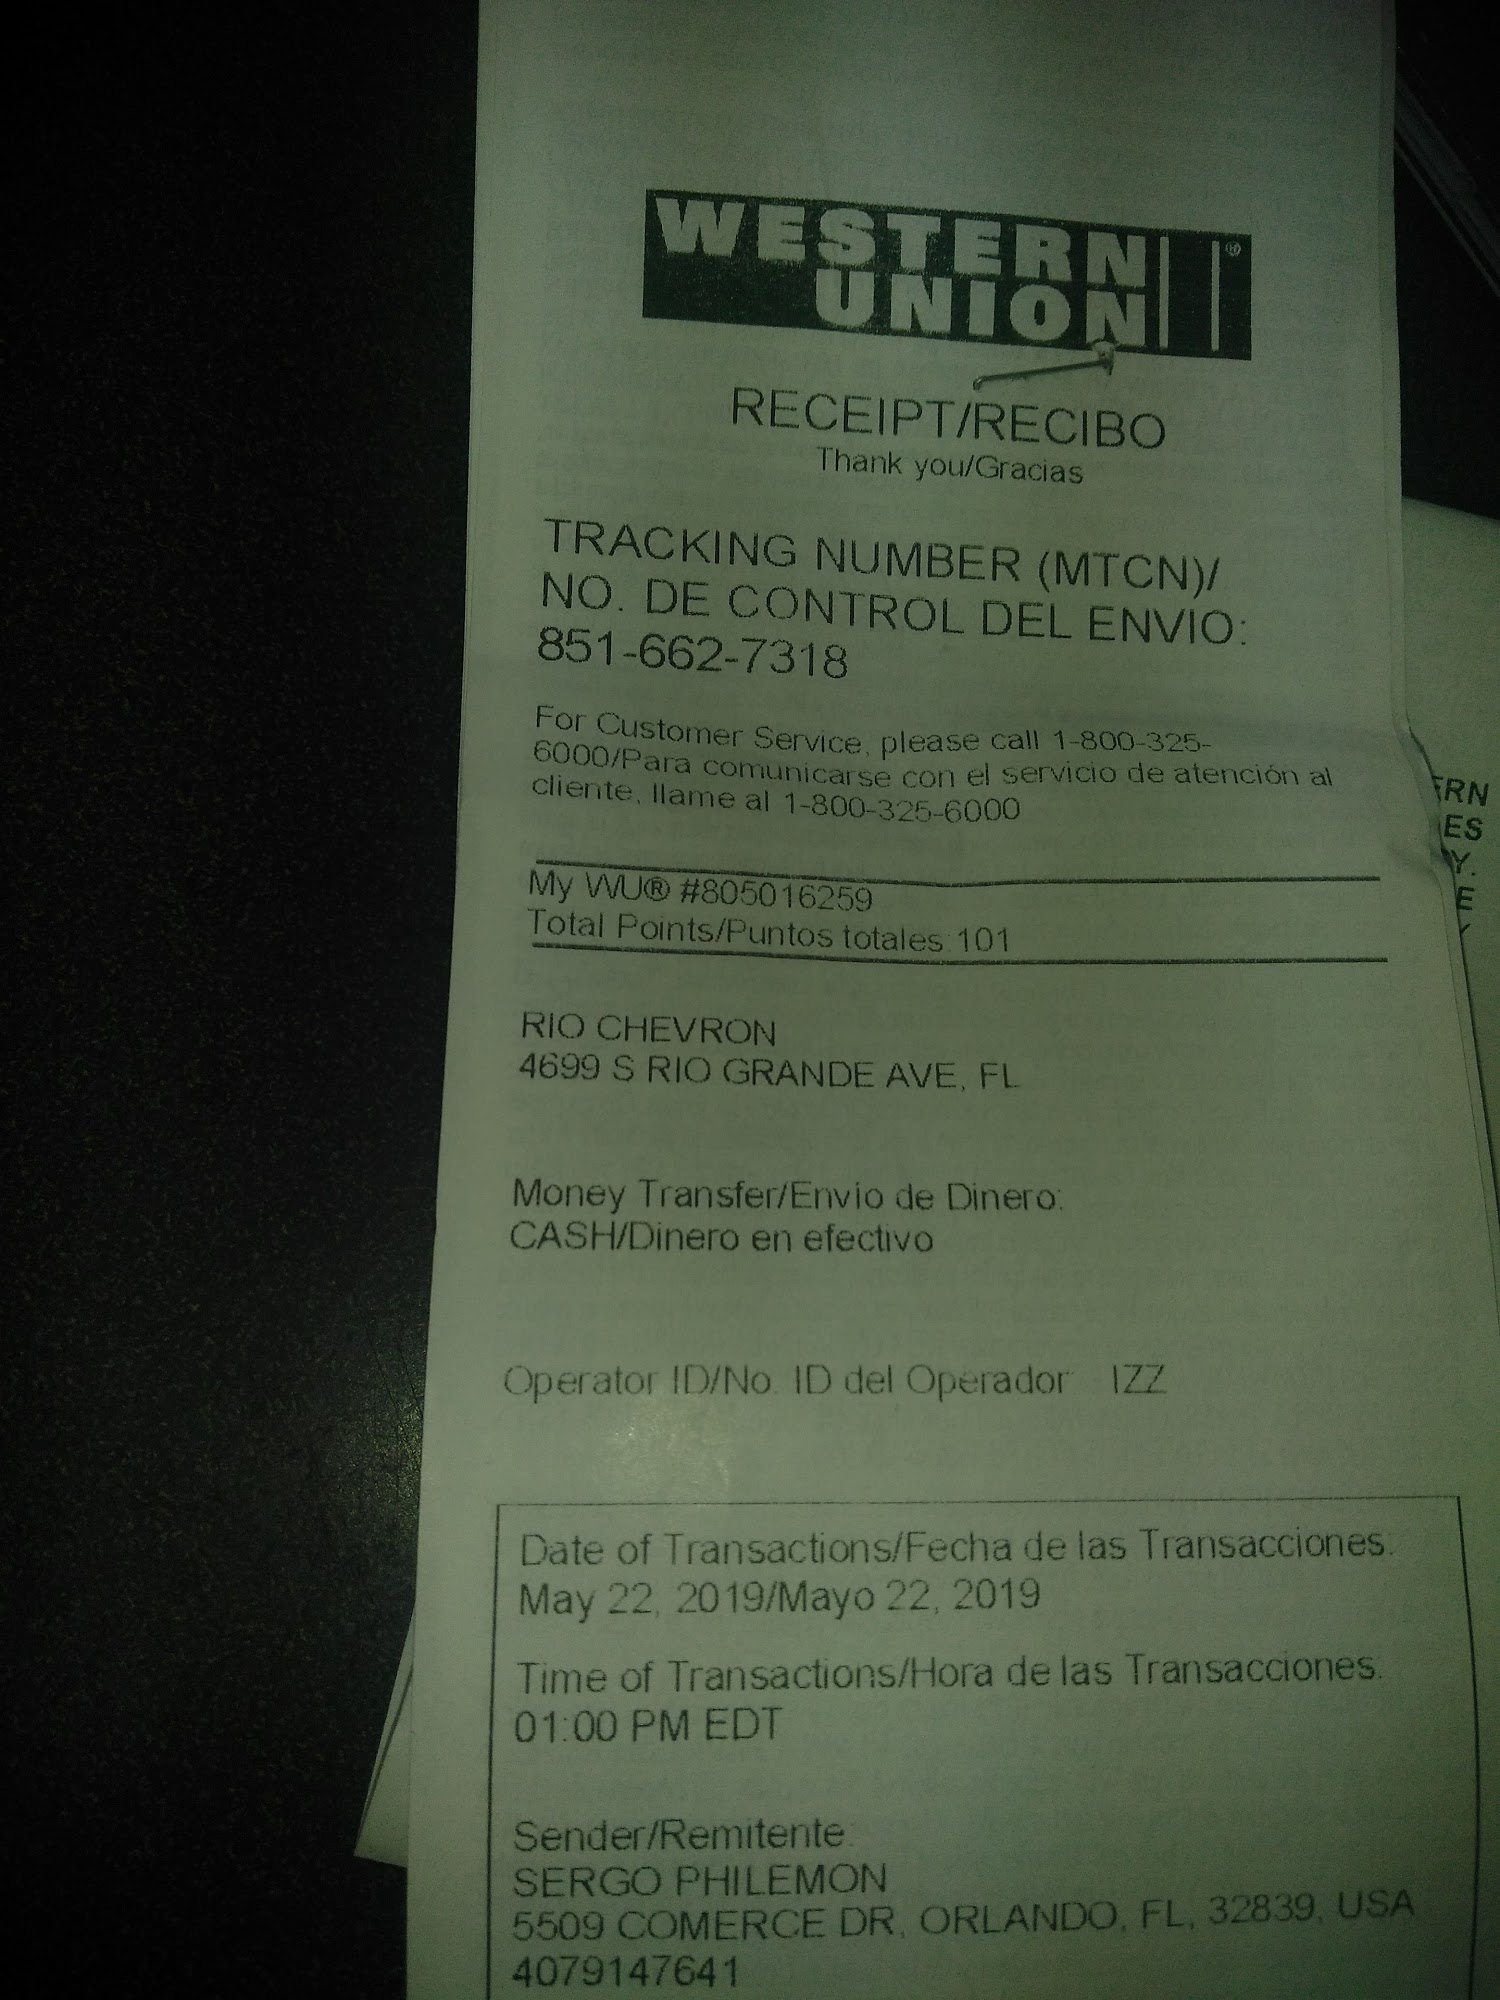 WESTERN
UNION
RECEIPT/RECIBO
Thank you/Gracias
TRACKING NUMBER (MTCN)/
NO. DE CONTROL DEL ENVIO:
851-662-7318
For Customer Service, please call 1-800-325-
6000/Para comunicarse con el servicio de atención al
cliente, llame al 1-800-325-6000
My WU® #805016259
Total Points/Puntos totales:101
RIO CHEVRON
4699 S RIO GRANDE AVE, FL
Money Transfer/Envio de Dinero:
CASH/Dinero en efectivo
Operator ID/No. ID del Operador: IZZ
Date of Transactions/Fecha de las Transacciones:
May 22, 2019/Mayo 22, 2019
Time of Transactions/Hora de las Transacciones:
01:00 PM EDT
Sender/Remitente:
SERGO PHILEMON
5509 COMERCE DR, ORLANDO, FL, 32839, USA
4079147641
ERN
ES
Y.
E